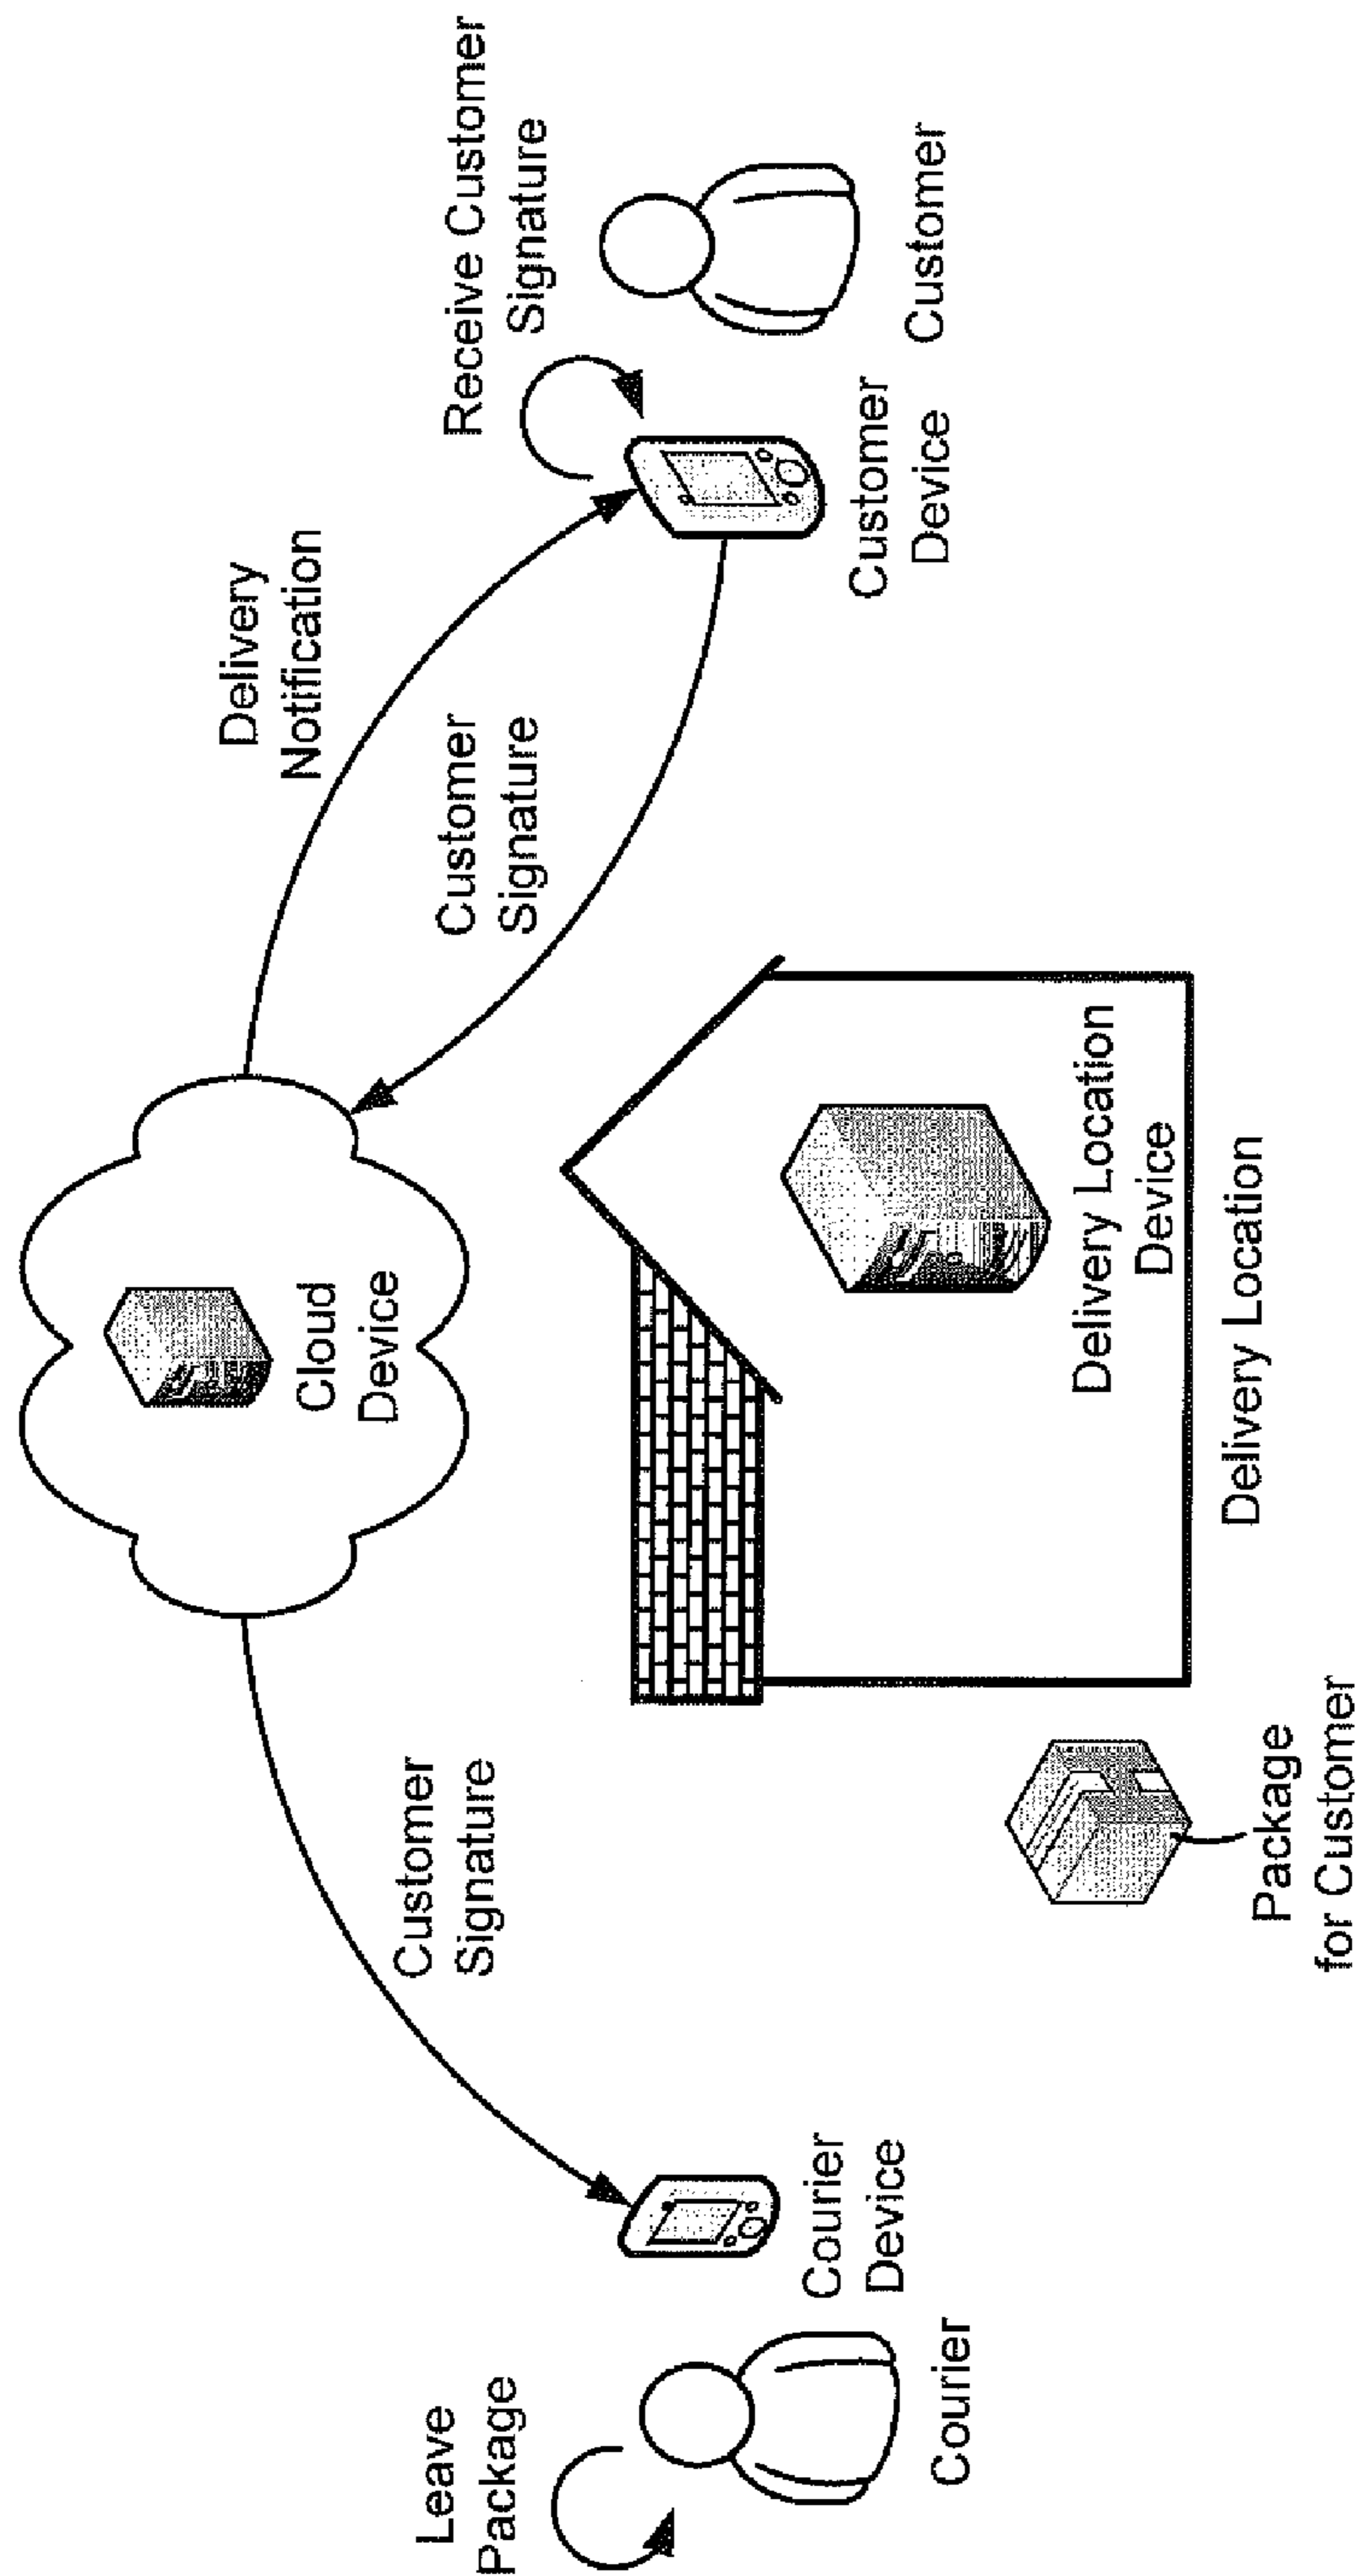 Delivery
Notification
Receive Customer
Signature
Cloud
Device
Customer
Signature
Customer
Signature
Leave
Package
Courier
Device
Courier
Customer
Device
Customer
Delivery Location
Device
Delivery Location
Package
for Customer